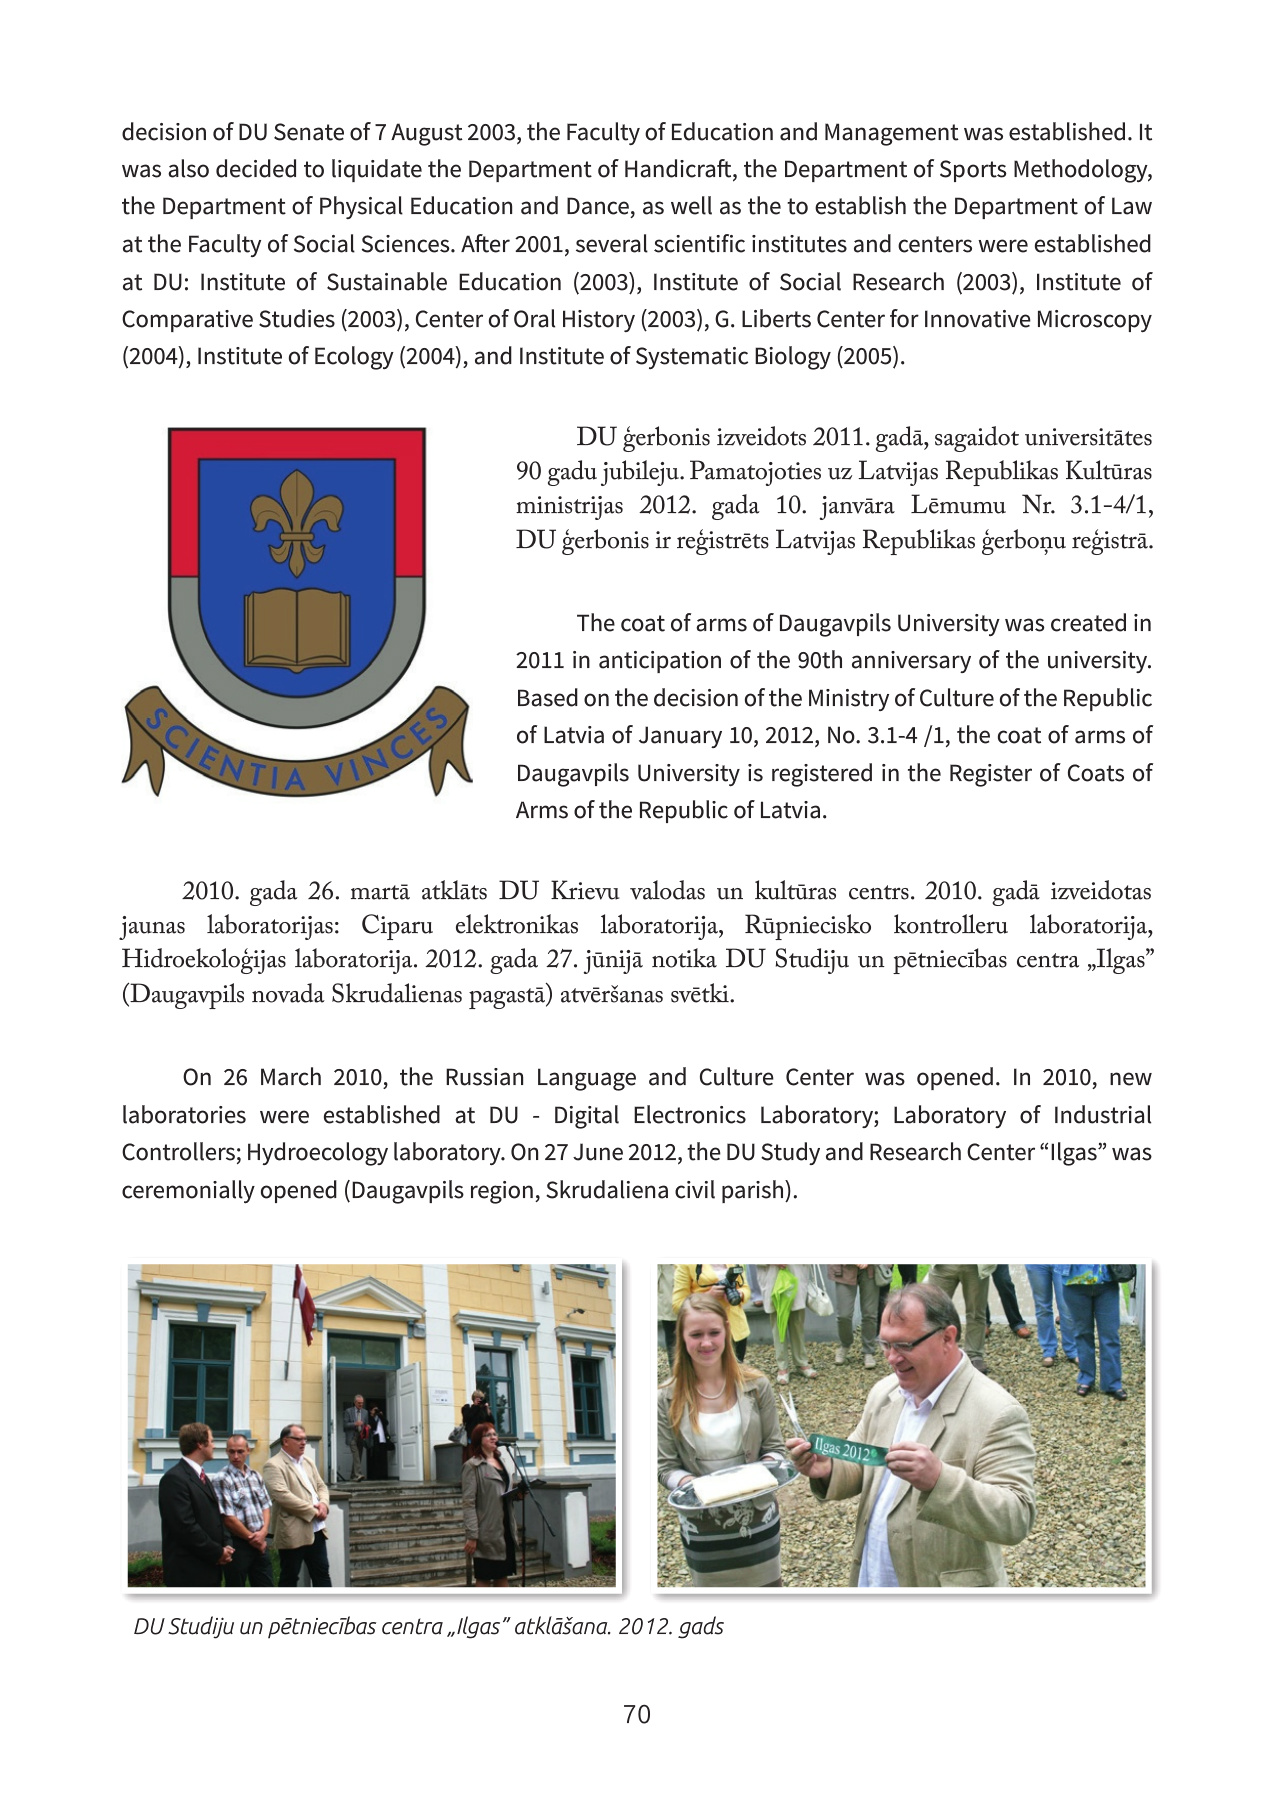 decision of DU Senate of 7 August 2003, the Faculty of Education and Management was established. It
was also decided to liquidate the Department of Handicraft, the Department of Sports Methodology,
the Department of Physical Education and Dance, as well as the to establish the Department of Law
at the Faculty of Social Sciences. After 2001, several scientific institutes and centers were established
at DU: Institute of Sustainable Education (2003), Institute of Social Research (2003), Institute of
Comparative Studies (2003), Center of Oral History (2003), G. Liberts Center for Innovative Microscopy
(2004), Institute of Ecology (2004), and Institute of Systematic Biology (2005).
SCIENTIA VINCES
DU ģerbonis izveidots 2011. gadā, sagaidot universitātes
90 gadu jubileju. Pamatojoties uz Latvijas Republikas Kultūras
ministrijas 2012. gada 10. janvāra Lēmumu Nr. 3.1-4/1,
DU ģerbonis ir reģistrēts Latvijas Republikas ģerboņu reģistrā.
The coat of arms of Daugavpils University was created in
2011 in anticipation of the 90th anniversary of the university.
Based on the decision of the Ministry of Culture of the Republic
of Latvia of January 10, 2012, No. 3.1-4 /1, the coat of arms of
Daugavpils University is registered in the Register of Coats of
Arms of the Republic of Latvia.
2010. gada 26. martā atklāts DU Krievu valodas un kultūras centrs. 2010. gadā izveidotas
jaunas laboratorijas: Ciparu elektronikas laboratorija, Rūpniecisko kontrolleru laboratorija,
Hidroekoloģijas laboratorija. 2012. gada 27. jūnijā notika DU Studiju un pētniecības centra „Ilgas”
(Daugavpils novada Skrudalienas pagastā) atvēršanas svētki.
On 26 March 2010, the Russian Language and Culture Center was opened. In 2010, new
laboratories were established at DU - Digital Electronics Laboratory; Laboratory of Industrial
Controllers; Hydroecology laboratory. On 27 June 2012, the DU Study and Research Center “Ilgas” was
ceremonially opened (Daugavpils region, Skrudaliena civil parish).
Ilgas 2012
DU Studiju un pētniecības centra „Ilgas” atklāšana. 2012. gads
70